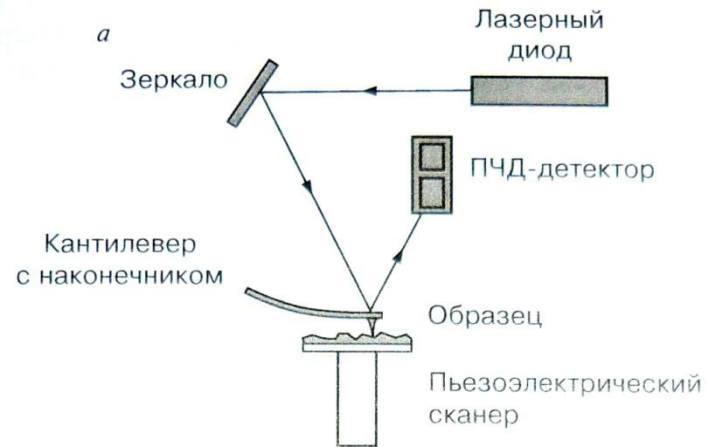 а
Лазерный
диод
Зеркало
ПЧД-детектор
Кантилевер
с наконечником
Образец
Пьезоэлектрический
сканер